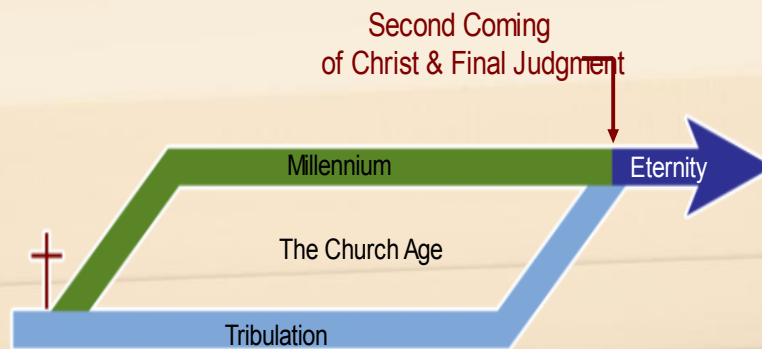 Second Coming
of Christ & Final Judgment
Millennium
Eternity
The Church Age
Tribulation